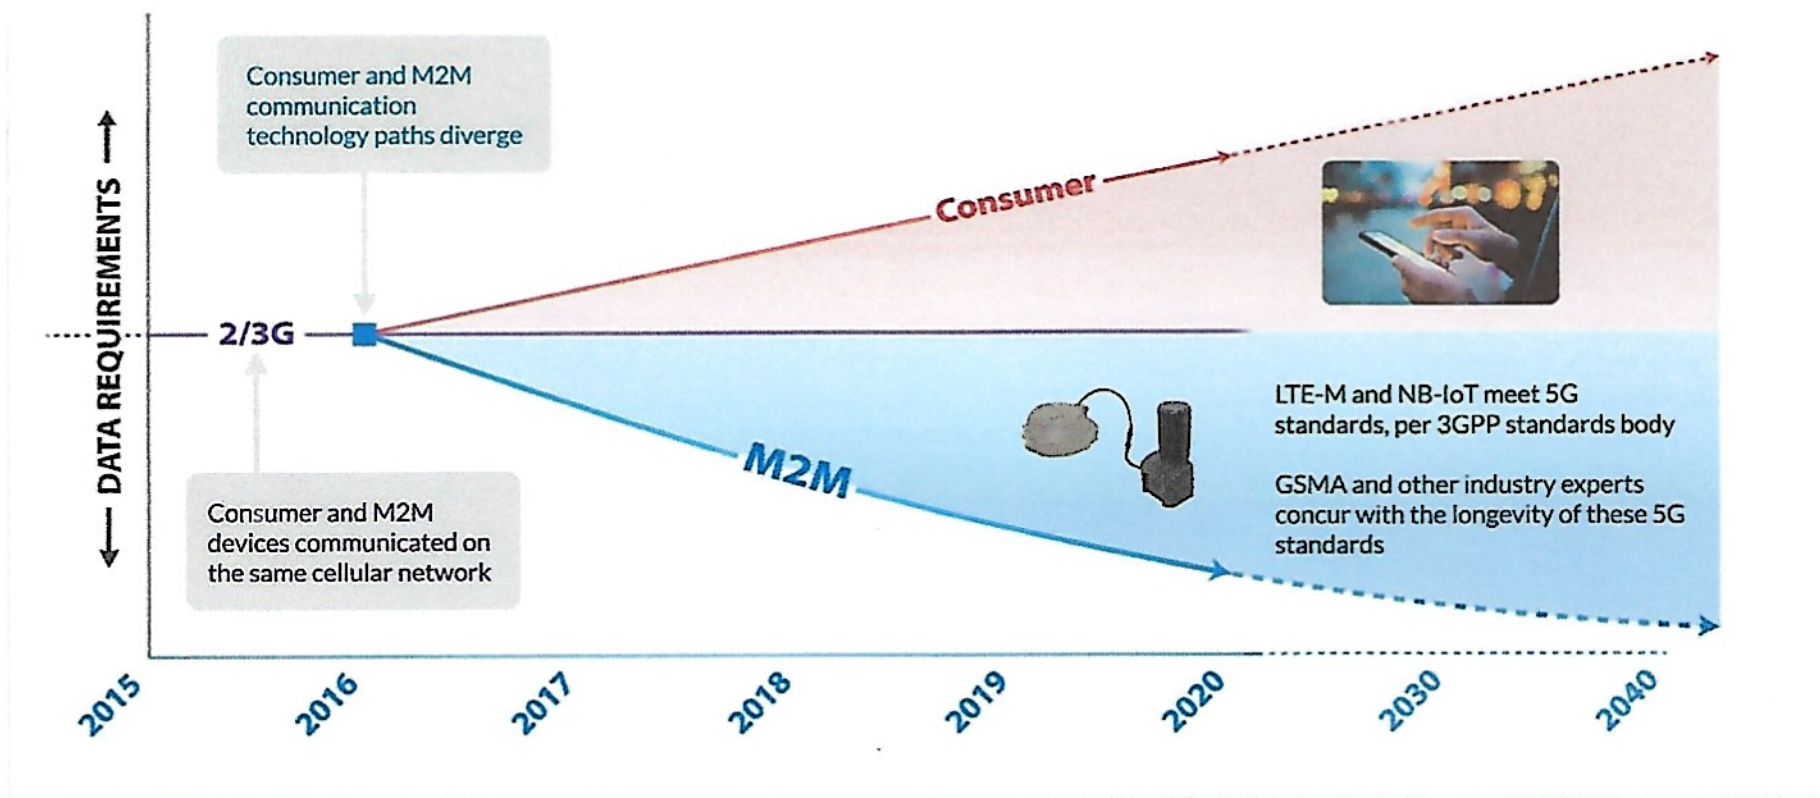 Consumer and M2M
communication
technology paths diverge
DATA REQUIREMENTS
Consumer
2/3G
M2M
LTE-M and NB-IoT meet 5G
standards, per 3GPP standards body
GSMA and other industry experts
concur with the longevity of these 5G
standards
Consumer and M2M
devices communicated on
the same cellular network
2015 2016 2017 2018 2019 2020 2030 2040